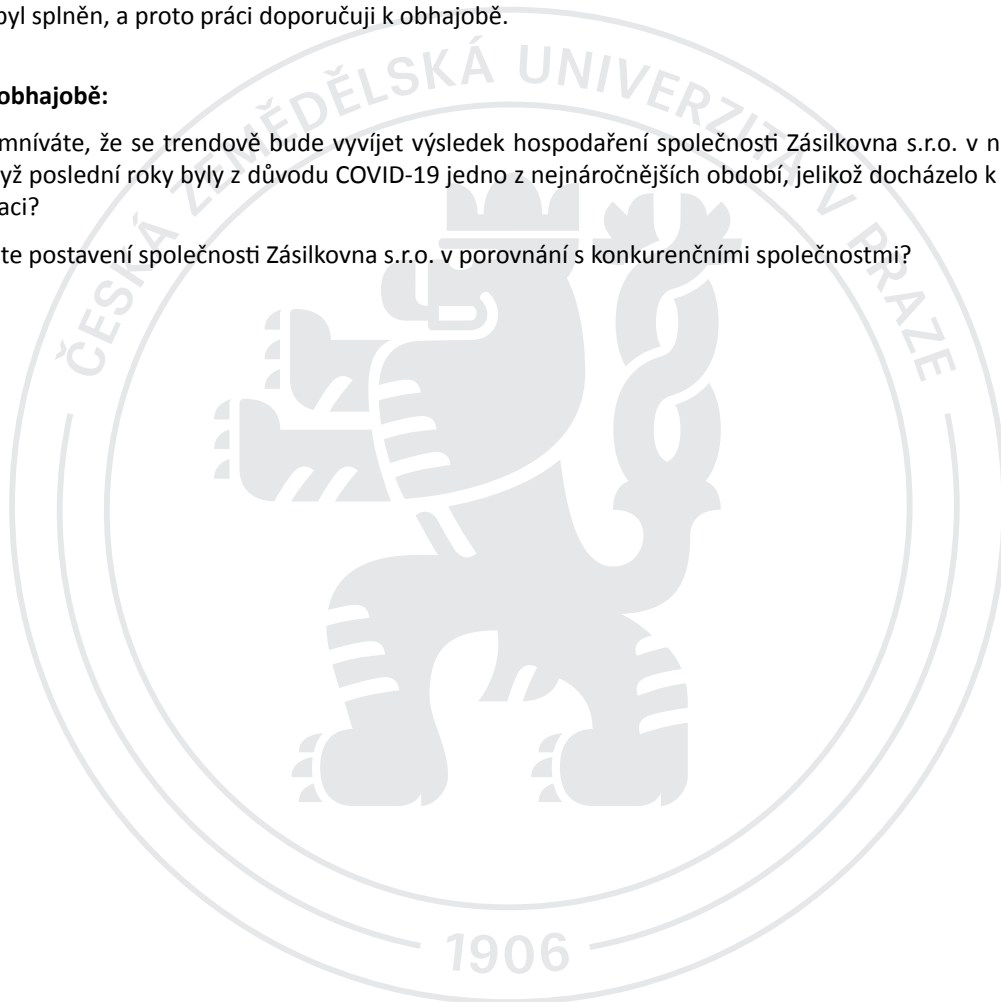 byl splněn, a proto práci doporučuji k obhajobě.
obhajobě:
mníváte, že se trendově bude vyvíjet výsledek hospodaření společnosti Zásilkovna s.r.o. v n
yž poslední roky byly z důvodu COVID-19 jedno z nejnáročnějších období, jelikož docházelo k
aci?
te postavení společnosti Zásilkovna s.r.o. v porovnání s konkurenčními společnostmi?
ČESKÁ ZEMĚDĚLSKÁ UNIVERZITA V PRAZE
1906